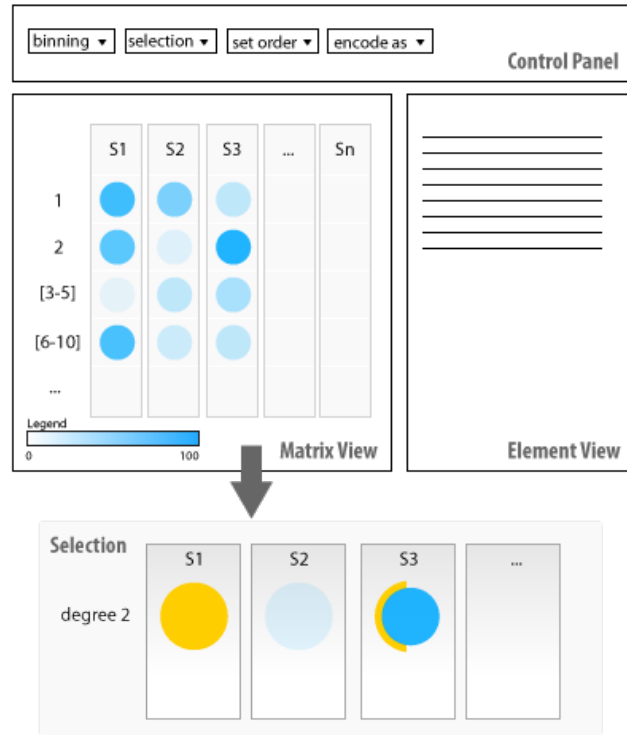 binning ▾ selection ▾ set order ▾ encode as ▾
Control Panel
S1 S2 S3 ... Sn
1
2
[3-5]
[6-10]
...
Legend
0 100
Matrix View
Element View
Selection
S1 S2 S3 ...
degree 2